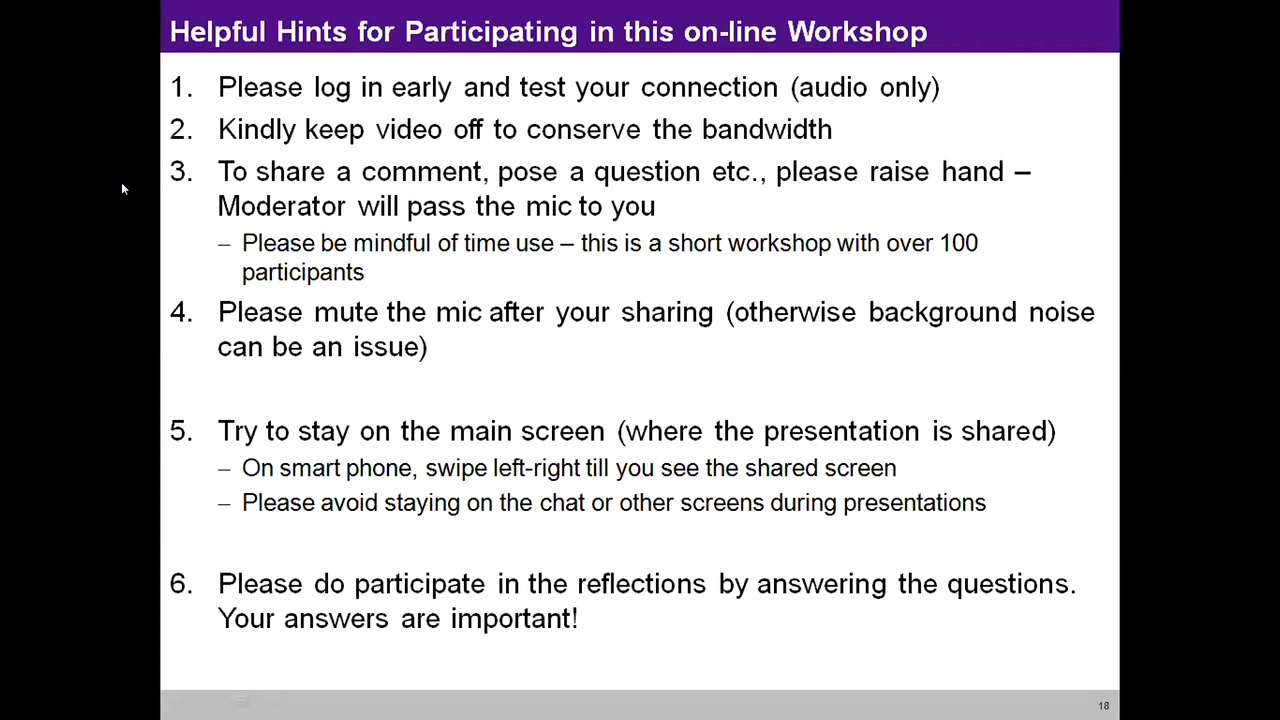 Helpful Hints for Participating in this on-line Workshop
1. Please log in early and test your connection (audio only)
2. Kindly keep video off to conserve the bandwidth
3. To share a comment, pose a question etc., please raise hand –
Moderator will pass the mic to you
– Please be mindful of time use – this is a short workshop with over 100
participants
4. Please mute the mic after your sharing (otherwise background noise
can be an issue)
5. Try to stay on the main screen (where the presentation is shared)
– On smart phone, swipe left-right till you see the shared screen
– Please avoid staying on the chat or other screens during presentations
6. Please do participate in the reflections by answering the questions.
Your answers are important!
18